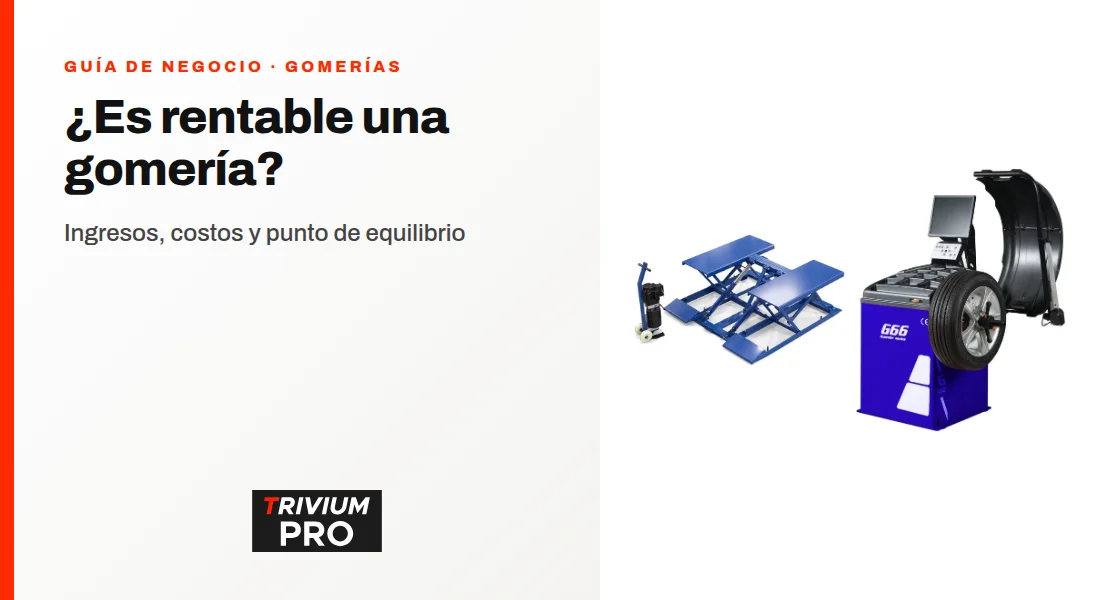 GUÍA DE NEGOCIO · GOMERÍAS
¿Es rentable una
gomería?
Ingresos, costos y punto de equilibrio
TRIVIUM
PRO
G66